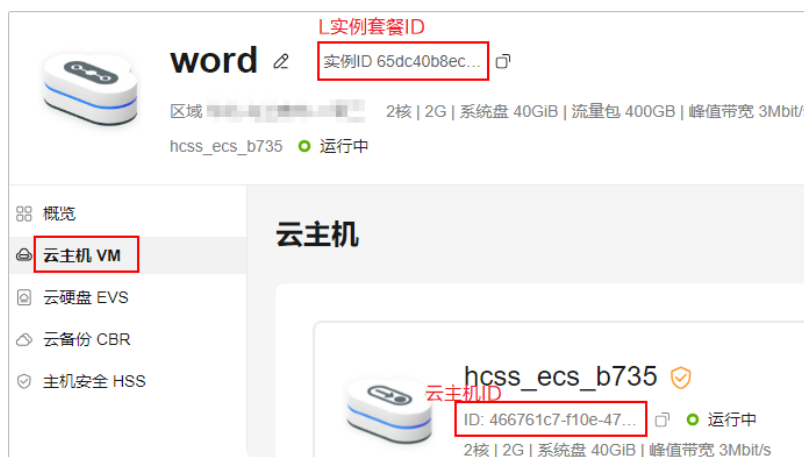 L实例套餐ID
word
实例ID 65dc40b8ec...
区域
2核 | 2G | 系统盘 40GiB | 流量包 400GB | 峰值带宽 3Mbit/s
hcss_ecs_b735 运行中
概览
云主机 VM
云硬盘 EVS
云备份 CBR
主机安全 HSS
云主机
hcss_ecs_b735
云主机ID
ID: 466761c7-f10e-47... 运行中
2核 | 2G | 系统盘 40GiB | 峰值带宽 3Mbit/s